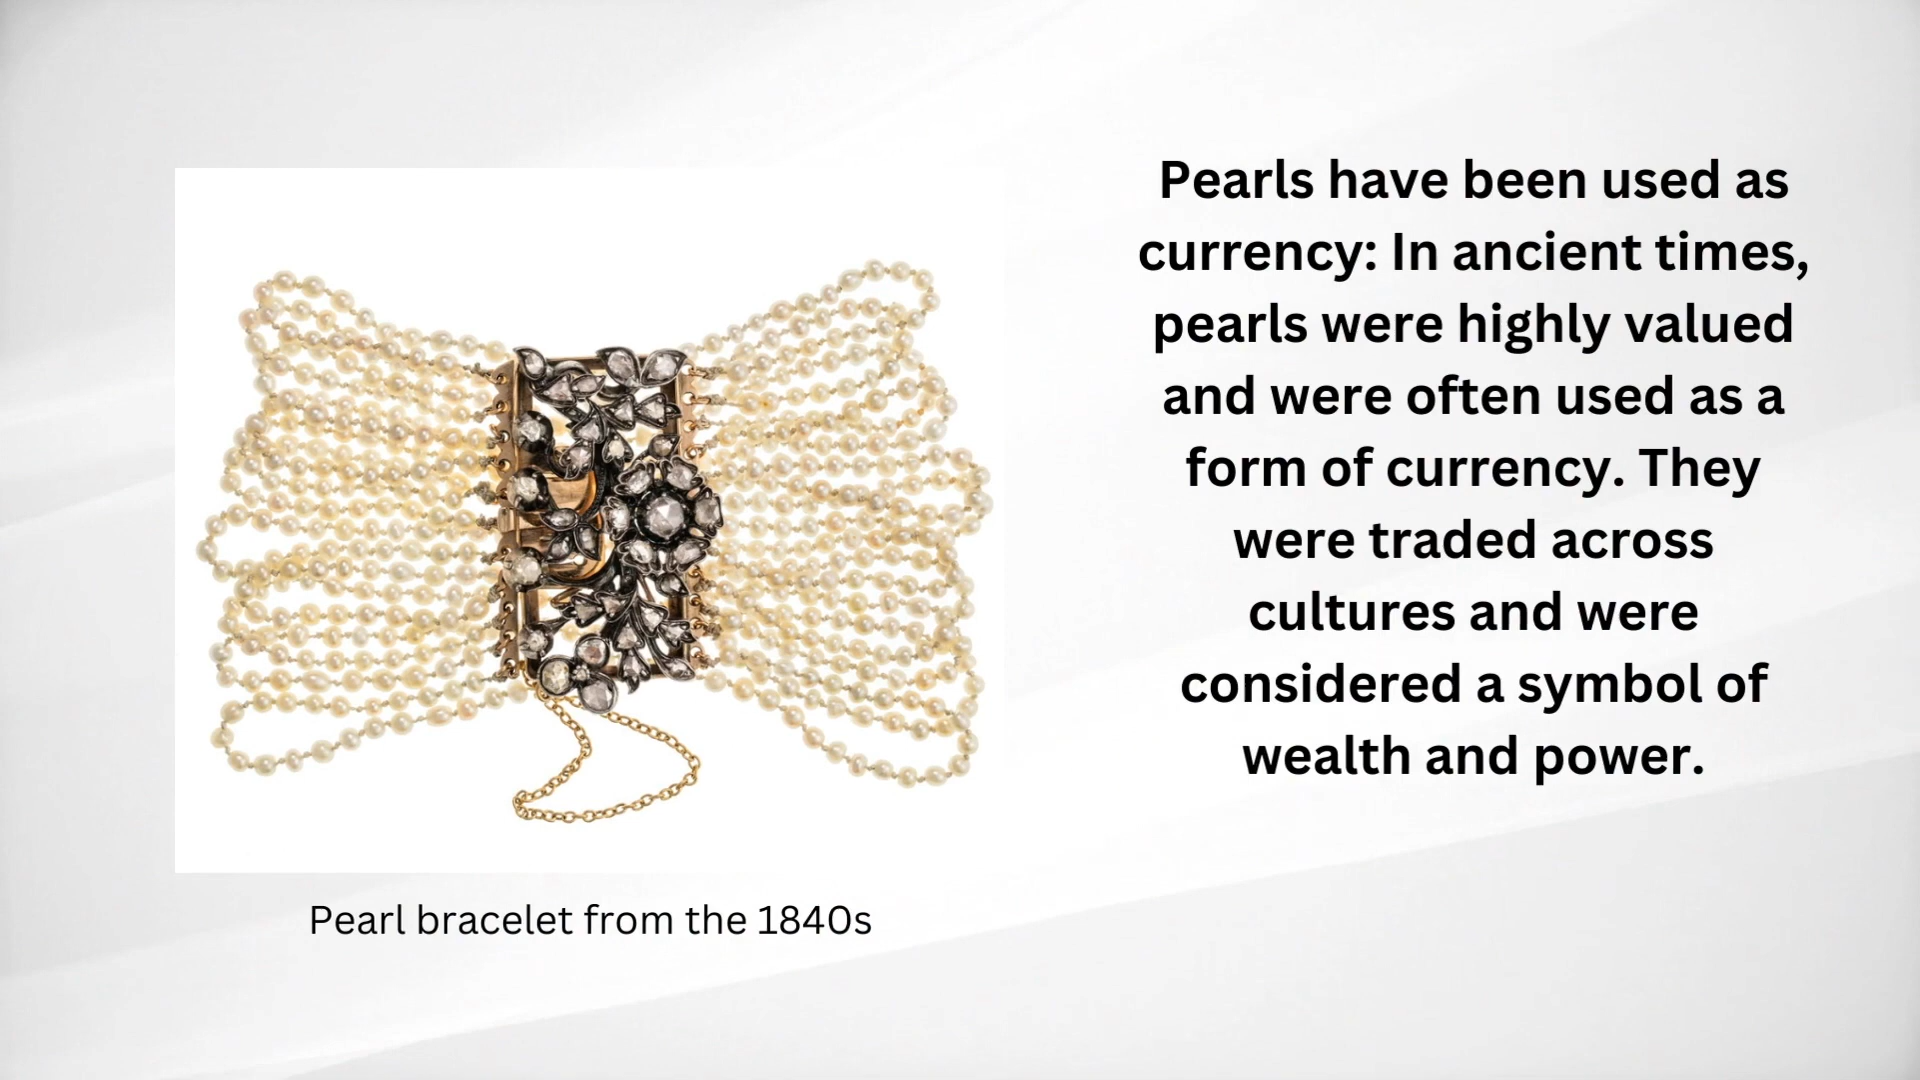 Pearls have been used as
currency: In ancient times,
pearls were highly valued
and were often used as a
form of currency. They
were traded across
cultures and were
considered a symbol of
wealth and power.
Pearl bracelet from the 1840s